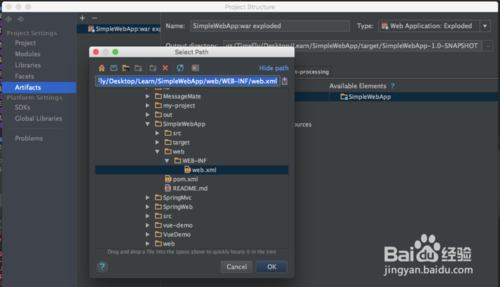 Project Structure
Project Settings
Project
Modules
Libraries
Facets
Artifacts
Platform Settings
SDKs
Global Libraries
Problems
SimpleWebApp:war exploded
Name: SimpleWebApp:war exploded
Type: Web Application: Exploded
Output directory:
/Desktop/Learn/SimpleWebApp/target/SimpleWebApp-1.0-SNAPSHOT
-processing
Available Elements
SimpleWebApp
Select Path
Hide path
/Desktop/Learn/SimpleWebApp/web/WEB-INF/web.xml
lib
MessageMate
my-project
out
SimpleWebApp
src
target
web
WEB-INF
web.xml
pom.xml
README.md
SpringMvc
SpringWeb
src
vue-demo
VueDemo
web
Drag and drop a file into the space above to quickly locate it in the tree
Cancel
OK
Baidu 经验
jingyan.baidu.com